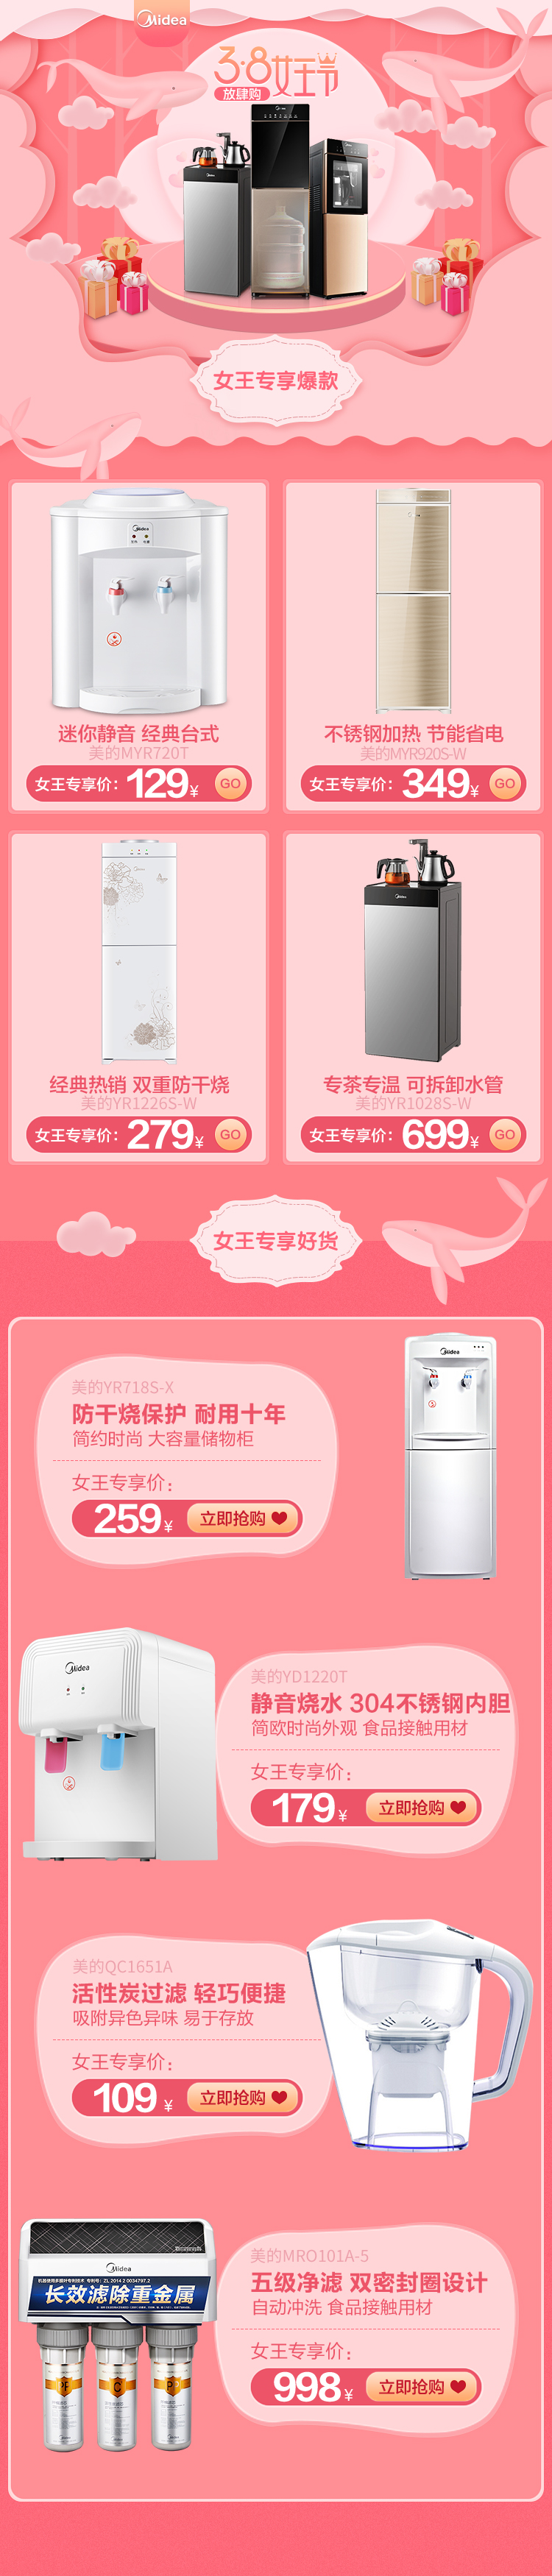 Midea
3·8女王节
放肆购
女王专享爆款
迷你静音 经典台式
美的MYR720T
女王专享价：129¥ GO
不锈钢加热 节能省电
美的MYR920S-W
女王专享价：349¥ GO
经典热销 双重防干烧
美的YR1226S-W
女王专享价：279¥ GO
专茶专温 可拆卸水管
美的YR1028S-W
女王专享价：699¥ GO
女王专享好货
Midea
美的YR718S-X
防干烧保护 耐用十年
简约时尚 大容量储物柜
女王专享价：
259¥ 立即抢购
Midea
美的YD1220T
静音烧水 304不锈钢内胆
简欧时尚外观 食品接触用材
女王专享价：
179¥ 立即抢购
美的QC1651A
活性炭过滤 轻巧便捷
吸附异色异味 易于存放
女王专享价：
109¥ 立即抢购
Midea
长效滤除重金属
美的MRO101A-5
五级净滤 双密封圈设计
自动冲洗 食品接触用材
女王专享价：
998¥ 立即抢购